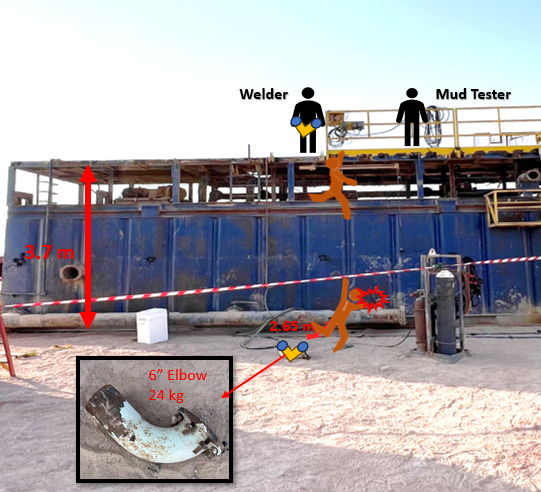 Welder
Mud Tester
3.7 m
2.65 m
6” Elbow
24 kg